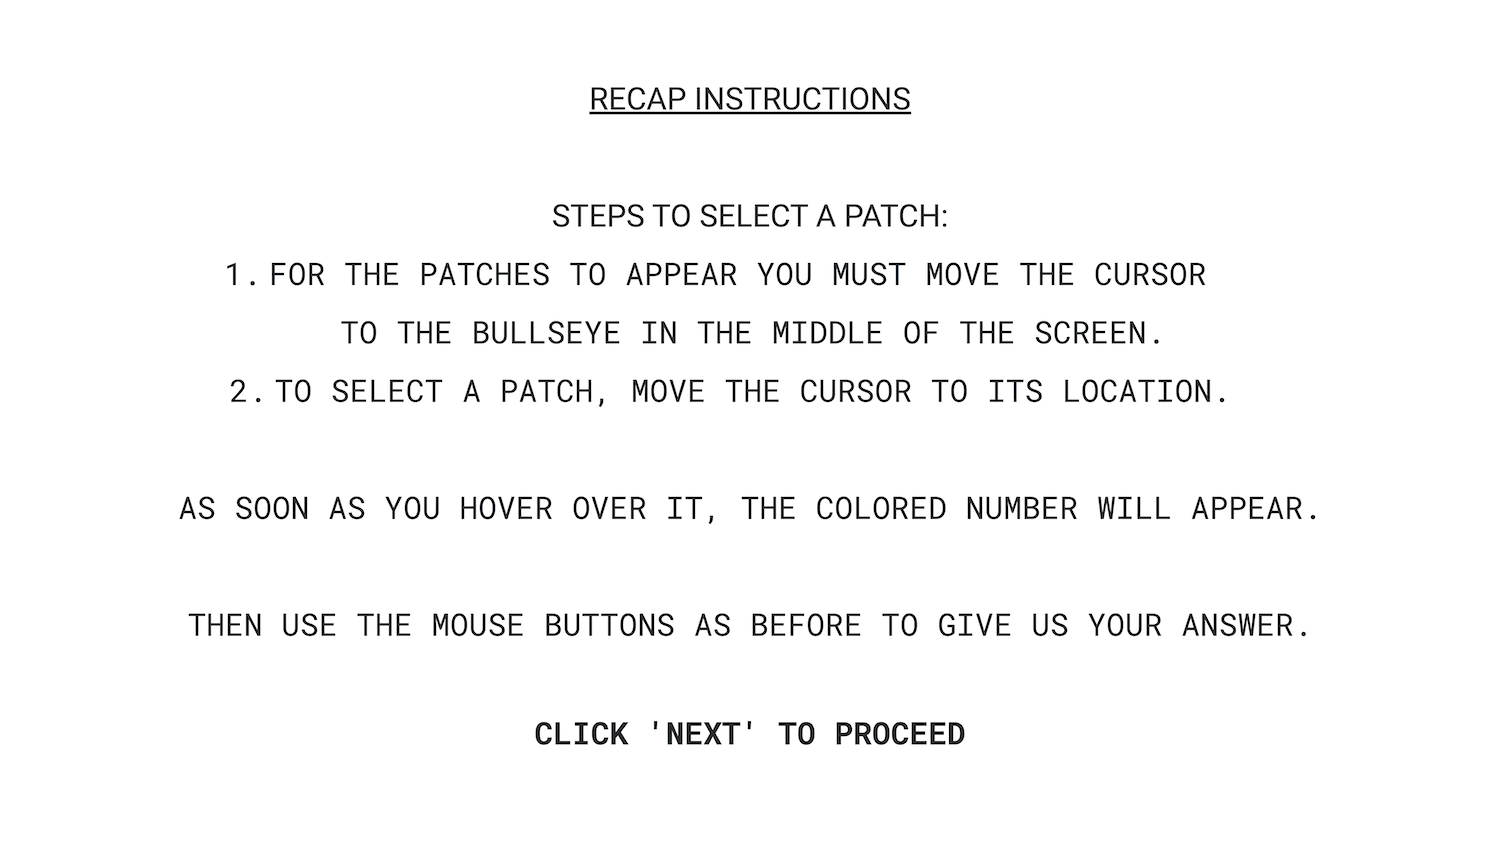 RECAP INSTRUCTIONS
STEPS TO SELECT A PATCH:
1. FOR THE PATCHES TO APPEAR YOU MUST MOVE THE CURSOR
TO THE BULLSEYE IN THE MIDDLE OF THE SCREEN.
2. TO SELECT A PATCH, MOVE THE CURSOR TO ITS LOCATION.
AS SOON AS YOU HOVER OVER IT, THE COLORED NUMBER WILL APPEAR.
THEN USE THE MOUSE BUTTONS AS BEFORE TO GIVE US YOUR ANSWER.
CLICK 'NEXT' TO PROCEED